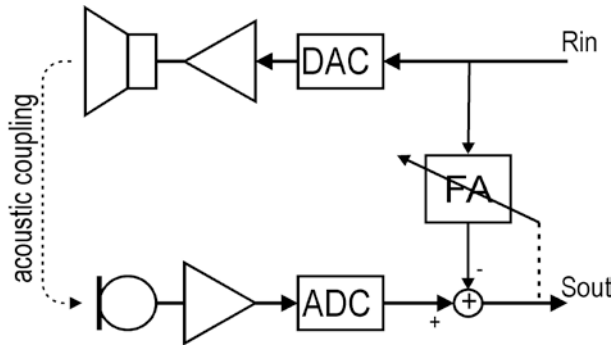 DAC
Rin
acoustic coupling
FA
-
ADC
+
+
Sout